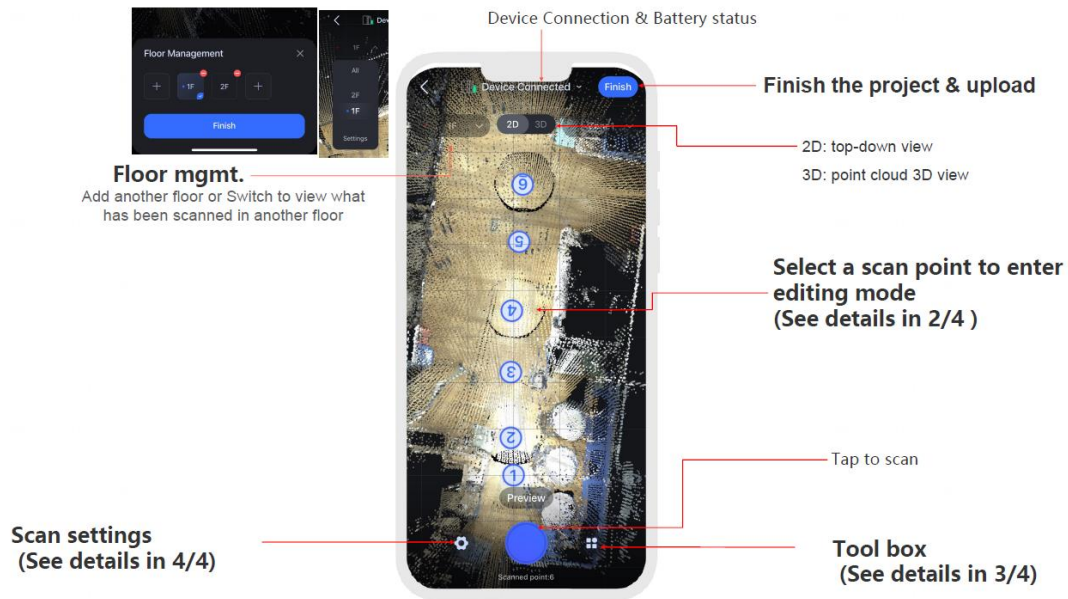 Device Connection & Battery status
Floor Management
1F
2F
Finish
1F
All
2F
1F
Settings
Floor mgmt.
Add another floor or Switch to view what
has been scanned in another floor
Device Connected
Finish
1F
2D
3D
Finish the project & upload
2D: top-down view
3D: point cloud 3D view
6
5
4
3
2
1
Select a scan point to enter
editing mode
(See details in 2/4 )
Preview
Tap to scan
Scan settings
(See details in 4/4)
Scanned point:6
Tool box
(See details in 3/4)